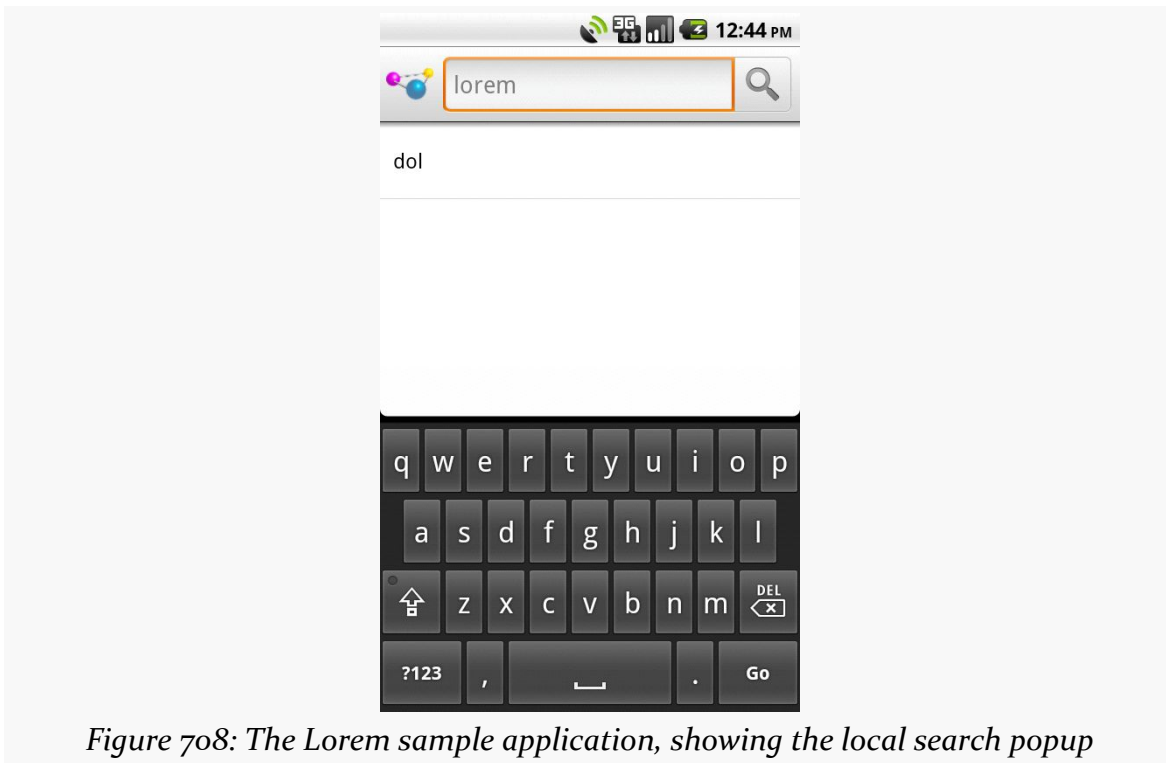 3G 12:44 PM
lorem
dol
q w e r t y u i o p
a s d f g h j k l
z x c v b n m DEL
?123 , . Go
Figure 708: The Lorem sample application, showing the local search popup